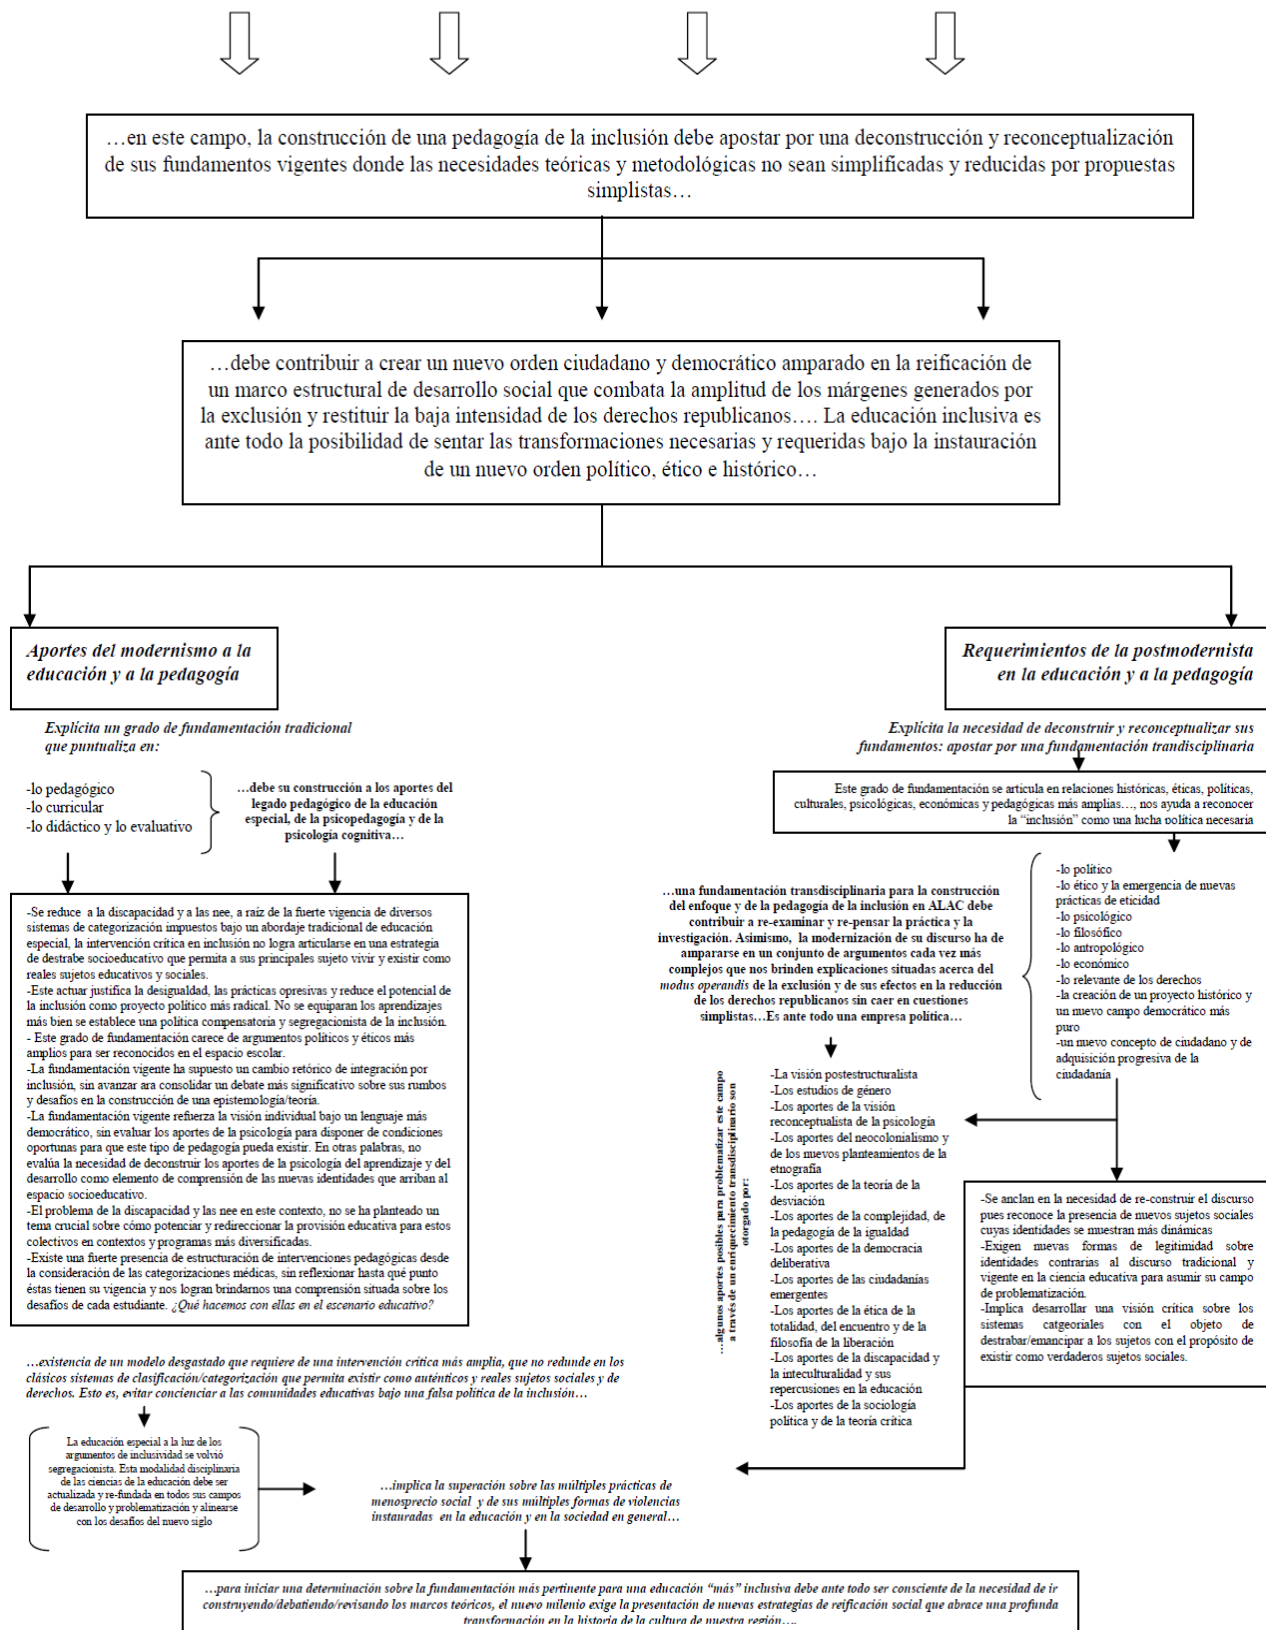 …en este campo, la construcción de una pedagogía de la inclusión debe apostar por una deconstrucción y reconceptualización
de sus fundamentos vigentes donde las necesidades teóricas y metodológicas no sean simplificadas y reducidas por propuestas
simplistas…
…debe contribuir a crear un nuevo orden ciudadano y democrático amparado en la reificación de
un marco estructural de desarrollo social que combata la amplitud de los márgenes generados por
la exclusión y restituir la baja intensidad de los derechos republicanos…. La educación inclusiva es
ante todo la posibilidad de sentar las transformaciones necesarias y requeridas bajo la instauración
de un nuevo orden político, ético e histórico…
Aportes del modernismo a la
educación y a la pedagogía
Explícita un grado de fundamentación tradicional
que puntualiza en:
-lo pedagógico
-lo curricular
-lo didáctico y lo evaluativo
…debe su construcción a los aportes del
legado pedagógico de la educación
especial, de la psicopedagogía y de la
psicología cognitiva…
-Se reduce a la discapacidad y a las nee, a raíz de la fuerte vigencia de diversos
sistemas de categorización impuestos bajo un abordaje tradicional de educación
especial, la intervención crítica en inclusión no logra articularse en una estrategia
de destrabe socioeducativo que permita a sus principales sujeto vivir y existir como
reales sujetos educativos y sociales.
-Este actuar justifica la desigualdad, las prácticas opresivas y reduce el potencial de
la inclusión como proyecto político más radical. No se equiparan los aprendizajes
más bien se establece una política compensatoria y segregacionista de la inclusión.
- Este grado de fundamentación carece de argumentos políticos y éticos más
amplios para ser reconocidos en el espacio escolar.
-La fundamentación vigente ha supuesto un cambio retórico de integración por
inclusión, sin avanzar ara consolidar un debate más significativo sobre sus rumbos
y desafíos en la construcción de una epistemología/teoría.
-La fundamentación vigente refuerza la visión individual bajo un lenguaje más
democrático, sin evaluar los aportes de la psicología para disponer de condiciones
oportunas para que este tipo de pedagogía pueda existir. En otras palabras, no
evalúa la necesidad de deconstruir los aportes de la psicología del aprendizaje y del
desarrollo como elemento de comprensión de las nuevas identidades que arriban al
espacio socioeducativo.
-El problema de la discapacidad y las nee en este contexto, no se ha planteado un
tema crucial sobre cómo potenciar y redireccionar la provisión educativa para estos
colectivos en contextos y programas más diversificadas.
-Existe una fuerte presencia de estructuración de intervenciones pedagógicas desde
la consideración de las categorizaciones médicas, sin reflexionar hasta qué punto
éstas tienen su vigencia y nos logran brindarnos una comprensión situada sobre los
desafíos de cada estudiante. ¿Qué hacemos con ellas en el escenario educativo?
…existencia de un modelo desgastado que requiere de una intervención crítica más amplia, que no redunde en los
clásicos sistemas de clasificación/categorización que permita existir como auténticos y reales sujetos sociales y de
derechos. Esto es, evitar concienciar a las comunidades educativas bajo una falsa política de la inclusión…
La educación especial a la luz de los
argumentos de inclusividad se volvió
segregacionista. Esta modalidad disciplinaria
de las ciencias de la educación debe ser
actualizada y re-fundada en todos sus campos
de desarrollo y problematización y alinearse
con los desafíos del nuevo siglo
Requerimientos de la postmodernista
en la educación y a la pedagogía
Explícita la necesidad de deconstruir y reconceptualizar sus
fundamentos: apostar por una fundamentación trandisciplinaria
Este grado de fundamentación se articula en relaciones históricas, éticas, políticas,
culturales, psicológicas, económicas y pedagógicas más amplias…, nos ayuda a reconocer
la “inclusión” como una lucha política necesaria
…una fundamentación transdisciplinaria para la construcción
del enfoque y de la pedagogía de la inclusión en ALAC debe
contribuir a re-examinar y re-pensar la práctica y la
investigación. Asimismo, la modernización de su discurso ha de
ampararse en un conjunto de argumentos cada vez más
complejos que nos brinden explicaciones situadas acerca del
modus operandis de la exclusión y de sus efectos en la reducción
de los derechos republicanos sin caer en cuestiones
simplistas…Es ante todo una empresa política…
-lo político
-lo ético y la emergencia de nuevas
prácticas de eticidad
-lo psicológico
-lo filosófico
-lo antropológico
-lo económico
-lo relevante de los derechos
-la creación de un proyecto histórico y
un nuevo campo democrático más
puro
-un nuevo concepto de ciudadano y de
adquisición progresiva de la
ciudadanía
…algunos aportes posibles para problematizar este campo
a través de un enriquecimiento transdisciplinario son
otorgado por:
-La visión postestructuralista
-Los estudios de género
-Los aportes de la visión
reconceptualista de la psicología
-Los aportes del neocolonialismo y
de los nuevos planteamientos de la
etnografía
-Los aportes de la teoría de la
desviación
-Los aportes de la complejidad, de
la pedagogía de la igualdad
-Los aportes de la democracia
deliberativa
-Los aportes de las ciudadanías
emergentes
-Los aportes de la ética de la
totalidad, del encuentro y de la
filosofía de la liberación
-Los aportes de la discapacidad y
la inteculturalidad y sus
repercusiones en la educación
-Los aportes de la sociología
política y de la teoría crítica
-Se anclan en la necesidad de re-construir el discurso
pues reconoce la presencia de nuevos sujetos sociales
cuyas identidades se muestran más dinámicas
-Exigen nuevas formas de legitimidad sobre
identidades contrarias al discurso tradicional y
vigente en la ciencia educativa para asumir su campo
de problematización.
-Implica desarrollar una visión crítica sobre los
sistemas catgeoriales con el objeto de
destrabar/emancipar a los sujetos con el propósito de
existir como verdaderos sujetos sociales.
…implica la superación sobre las múltiples prácticas de
menosprecio social y de sus múltiples formas de violencias
instauradas en la educación y en la sociedad en general…
…para iniciar una determinación sobre la fundamentación más pertinente para una educación “más” inclusiva debe ante todo ser consciente de la necesidad de ir
construyendo/debatiendo/revisando los marcos teóricos, el nuevo milenio exige la presentación de nuevas estrategias de reificación social que abrace una profunda
transformación en la historia de la cultura de nuestra región….